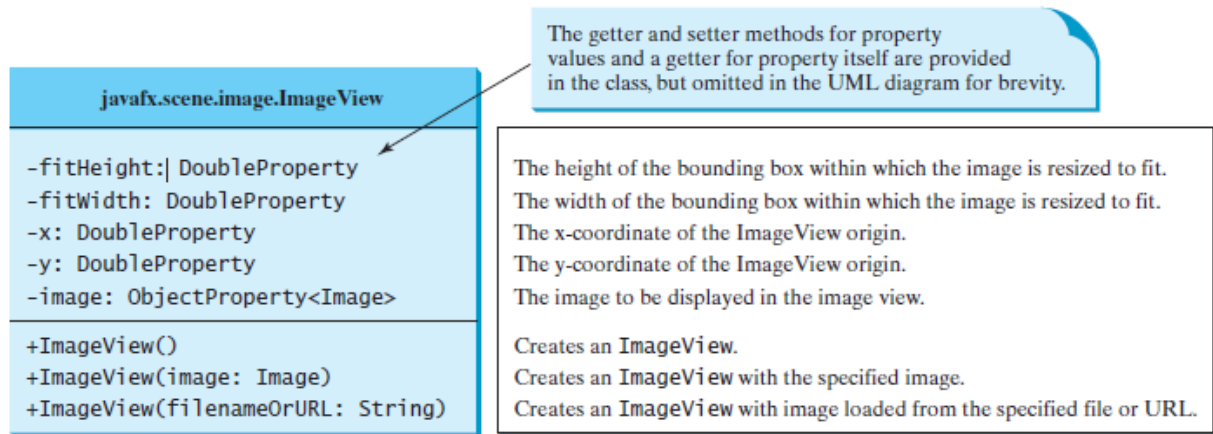 The getter and setter methods for property
values and a getter for property itself are provided
in the class, but omitted in the UML diagram for brevity.
javafx.scene.image.ImageView
-fitHeight: DoubleProperty
-fitWidth: DoubleProperty
-x: DoubleProperty
-y: DoubleProperty
-image: ObjectProperty<Image>
+ImageView()
+ImageView(image: Image)
+ImageView(filenameOrURL: String)
The height of the bounding box within which the image is resized to fit.
The width of the bounding box within which the image is resized to fit.
The x-coordinate of the ImageView origin.
The y-coordinate of the ImageView origin.
The image to be displayed in the image view.
Creates an ImageView.
Creates an ImageView with the specified image.
Creates an ImageView with image loaded from the specified file or URL.